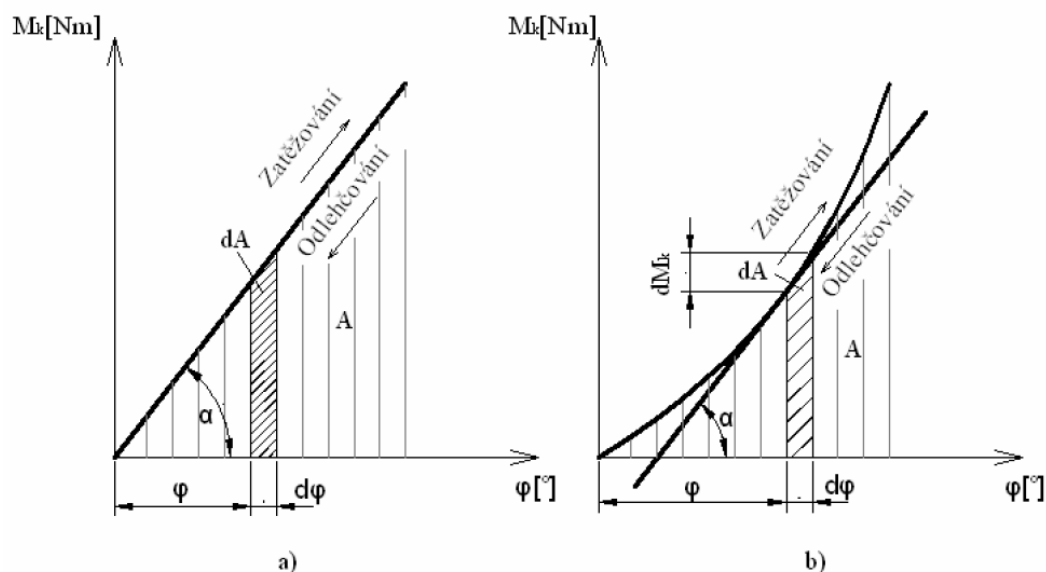 Mk[Nm]
Zatěžování
Odlehčování
dA
A
α
φ
dφ
φ[°]
a)
Mk[Nm]
Zatěžování
Odlehčování
dMk
dA
A
α
φ
dφ
φ[°]
b)